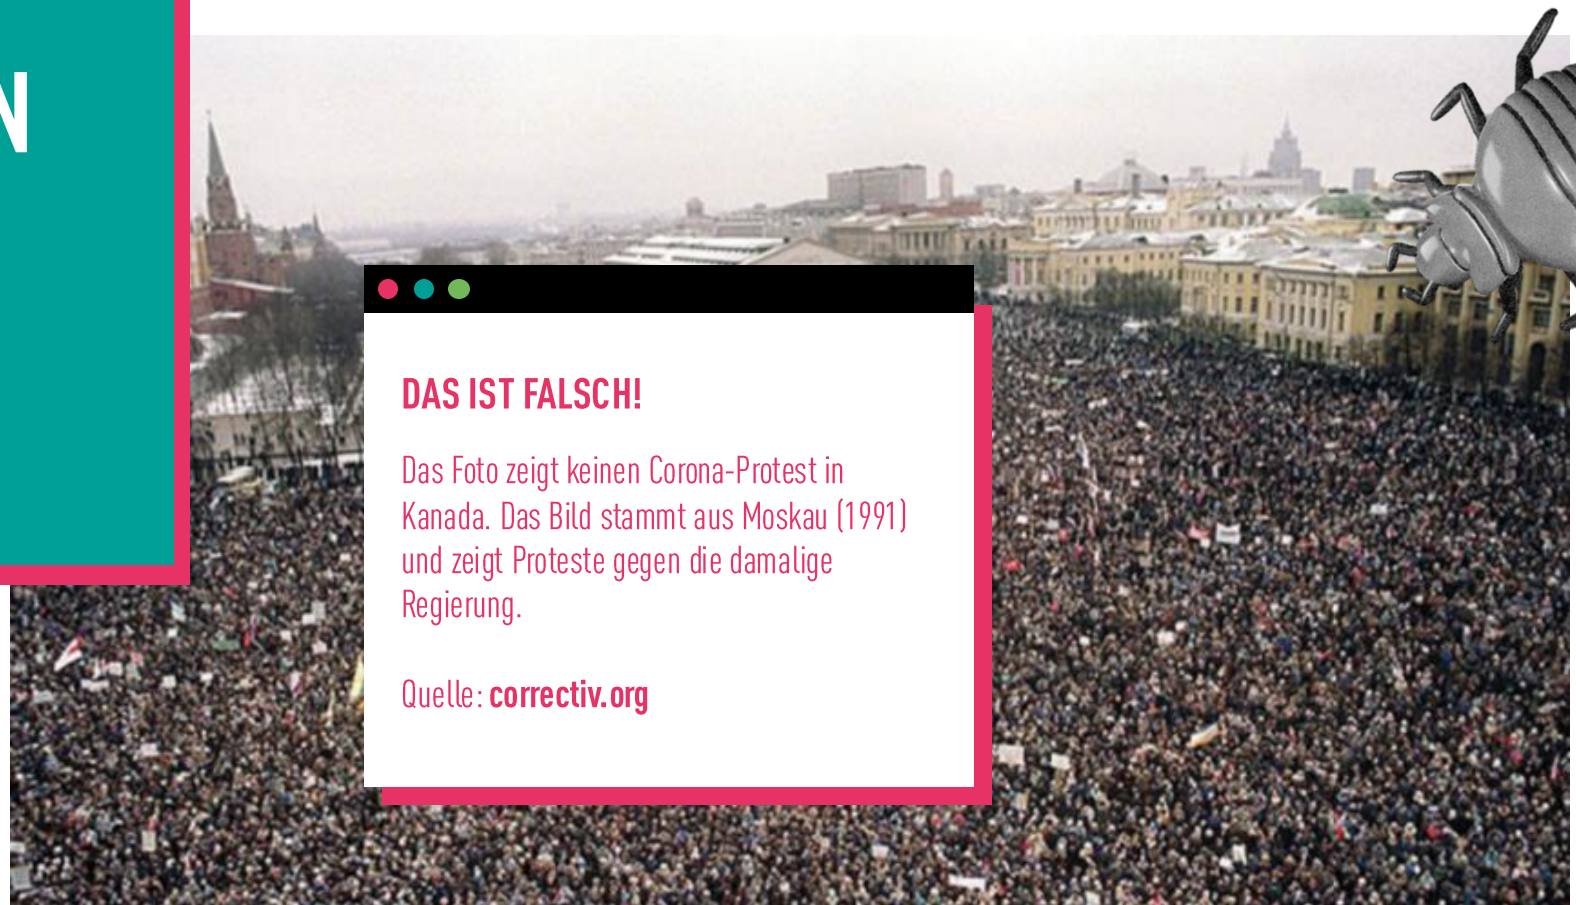 N
DAS IST FALSCH!
Das Foto zeigt keinen Corona-Protest in
Kanada. Das Bild stammt aus Moskau (1991)
und zeigt Proteste gegen die damalige
Regierung.
Quelle: correctiv.org